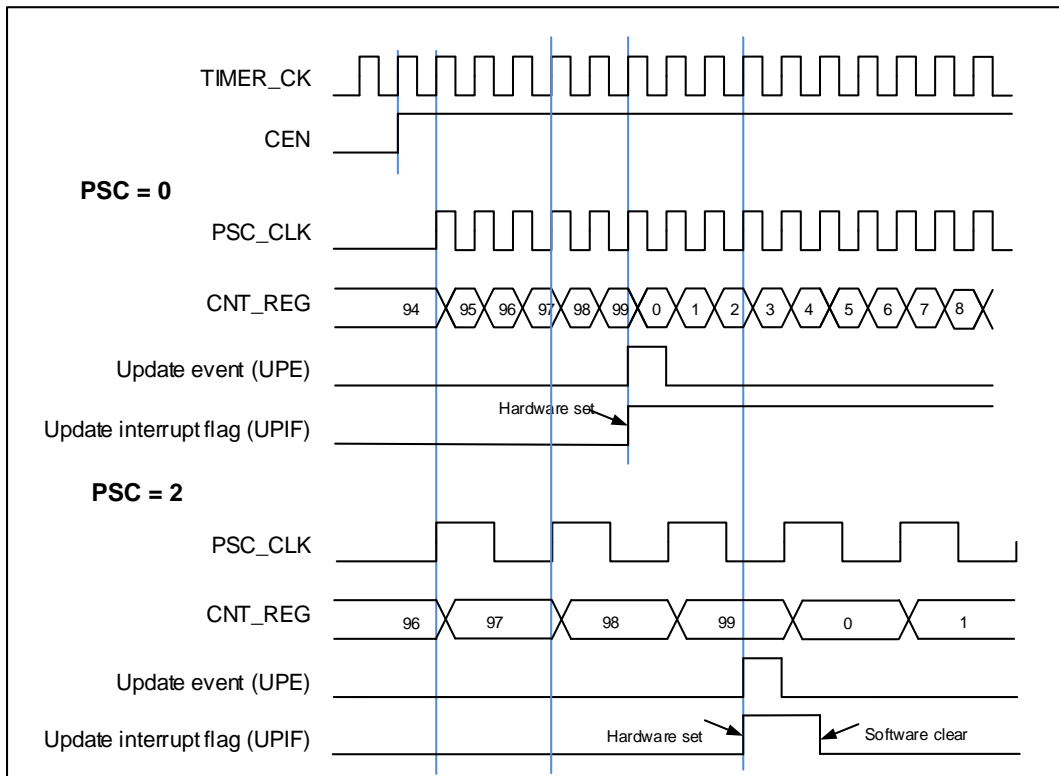 TIMER_CK
CEN
PSC = 0
PSC_CLK
CNT_REG 94 95 96 97 98 99 0 1 2 3 4 5 6 7 8
Update event (UPE)
Hardware set
Update interrupt flag (UPIF)
PSC = 2
PSC_CLK
CNT_REG 96 97 98 99 0 1
Update event (UPE)
Update interrupt flag (UPIF) Hardware set Software clear